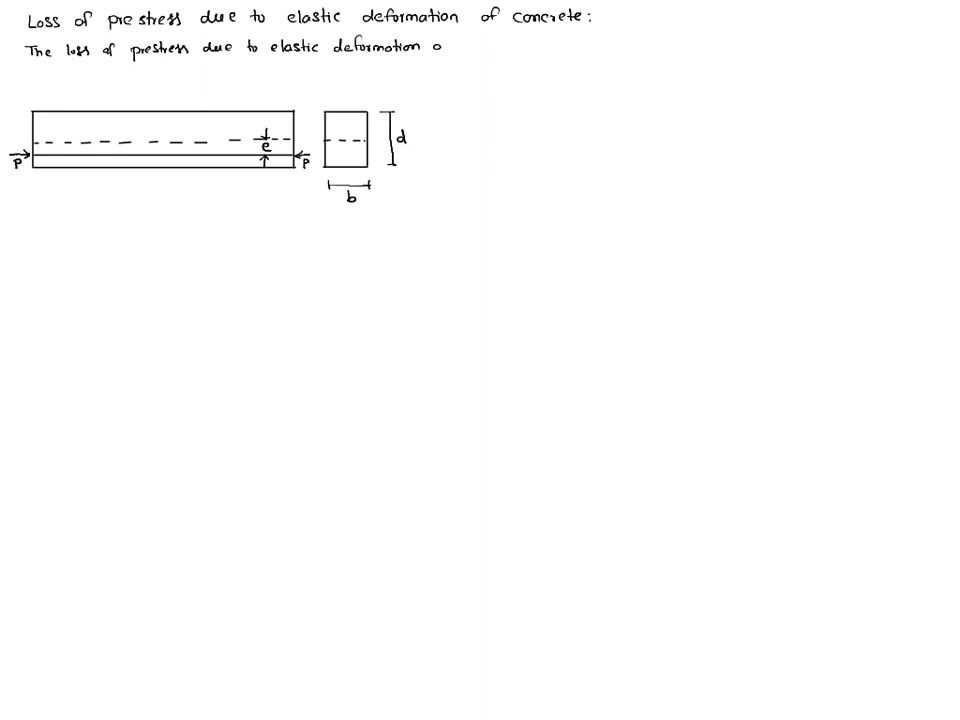 Loss of prestress due to elastic deformation of concrete:
The loss of prestress due to elastic deformation o
e
d
P
P
b